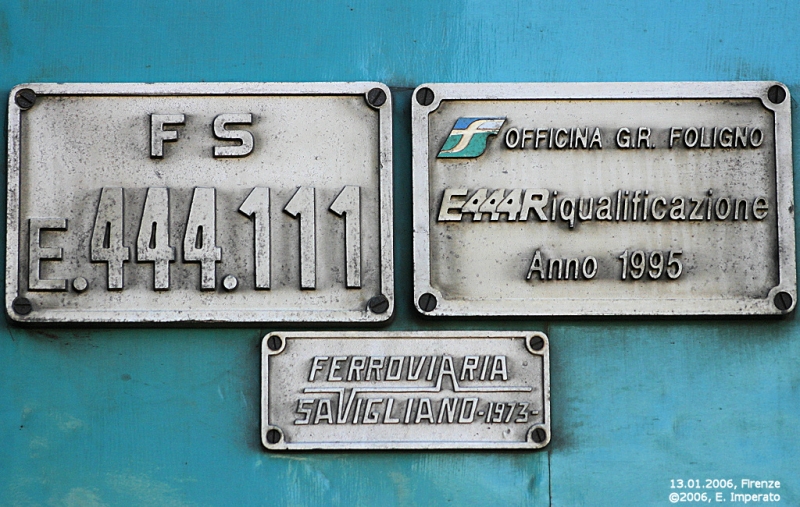 FS
E.444.111
OFFICINA G.R. FOLIGNO
E444Riqualificazione
Anno 1995
FERROVIARIA
SAVIGLIANO-1973-
13.01.2006, Firenze
©2006, E. Imperato